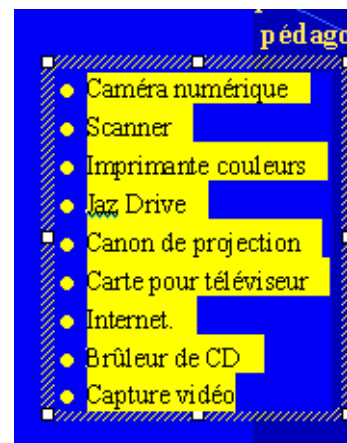 pédago
Caméra numérique
Scanner
Imprimante couleurs
Jaz Drive
Canon de projection
Carte pour téléviseur
Internet.
Brûleur de CD
Capture vidéo